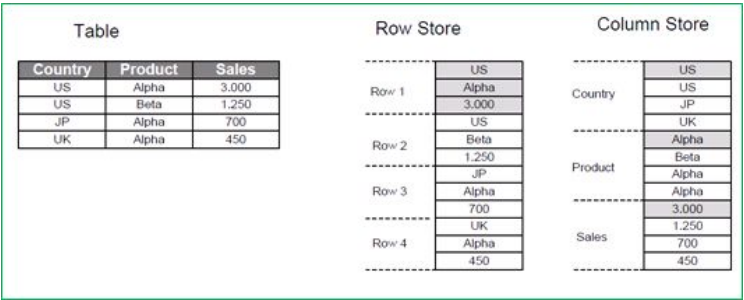 Table
Country Product Sales
US Alpha 3.000
US Beta 1.250
JP Alpha 700
UK Alpha 450
Row Store
Row 1
US
Alpha
3.000
Row 2
US
Beta
1.250
Row 3
JP
Alpha
700
Row 4
UK
Alpha
450
Column Store
Country
US
US
JP
UK
Product
Alpha
Beta
Alpha
Alpha
Sales
3.000
1.250
700
450